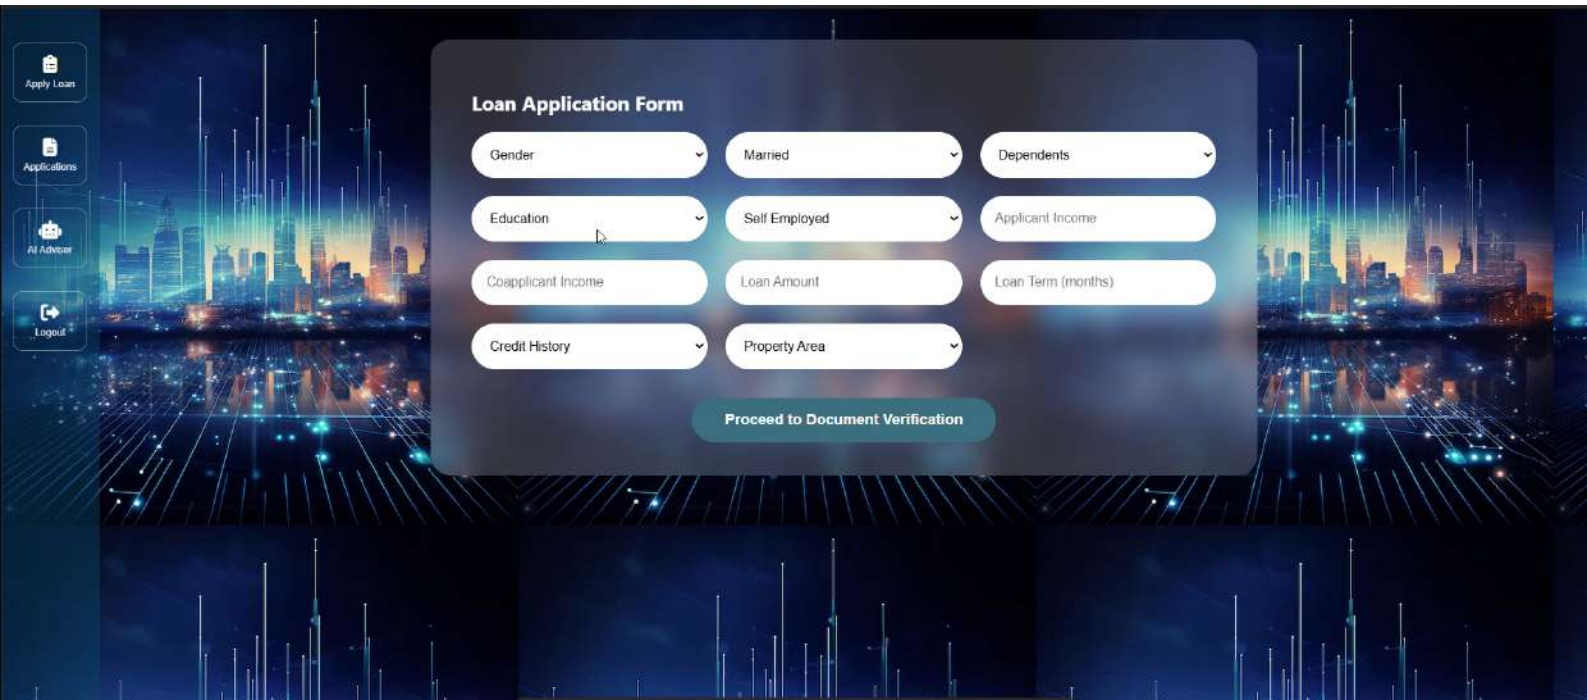 Apply Loan
Applications
AI Advisor
Logout
Loan Application Form
Gender
Married
Dependents
Education
Self Employed
Applicant Income
Coapplicant Income
Loan Amount
Loan Term (months)
Credit History
Property Area
Proceed to Document Verification